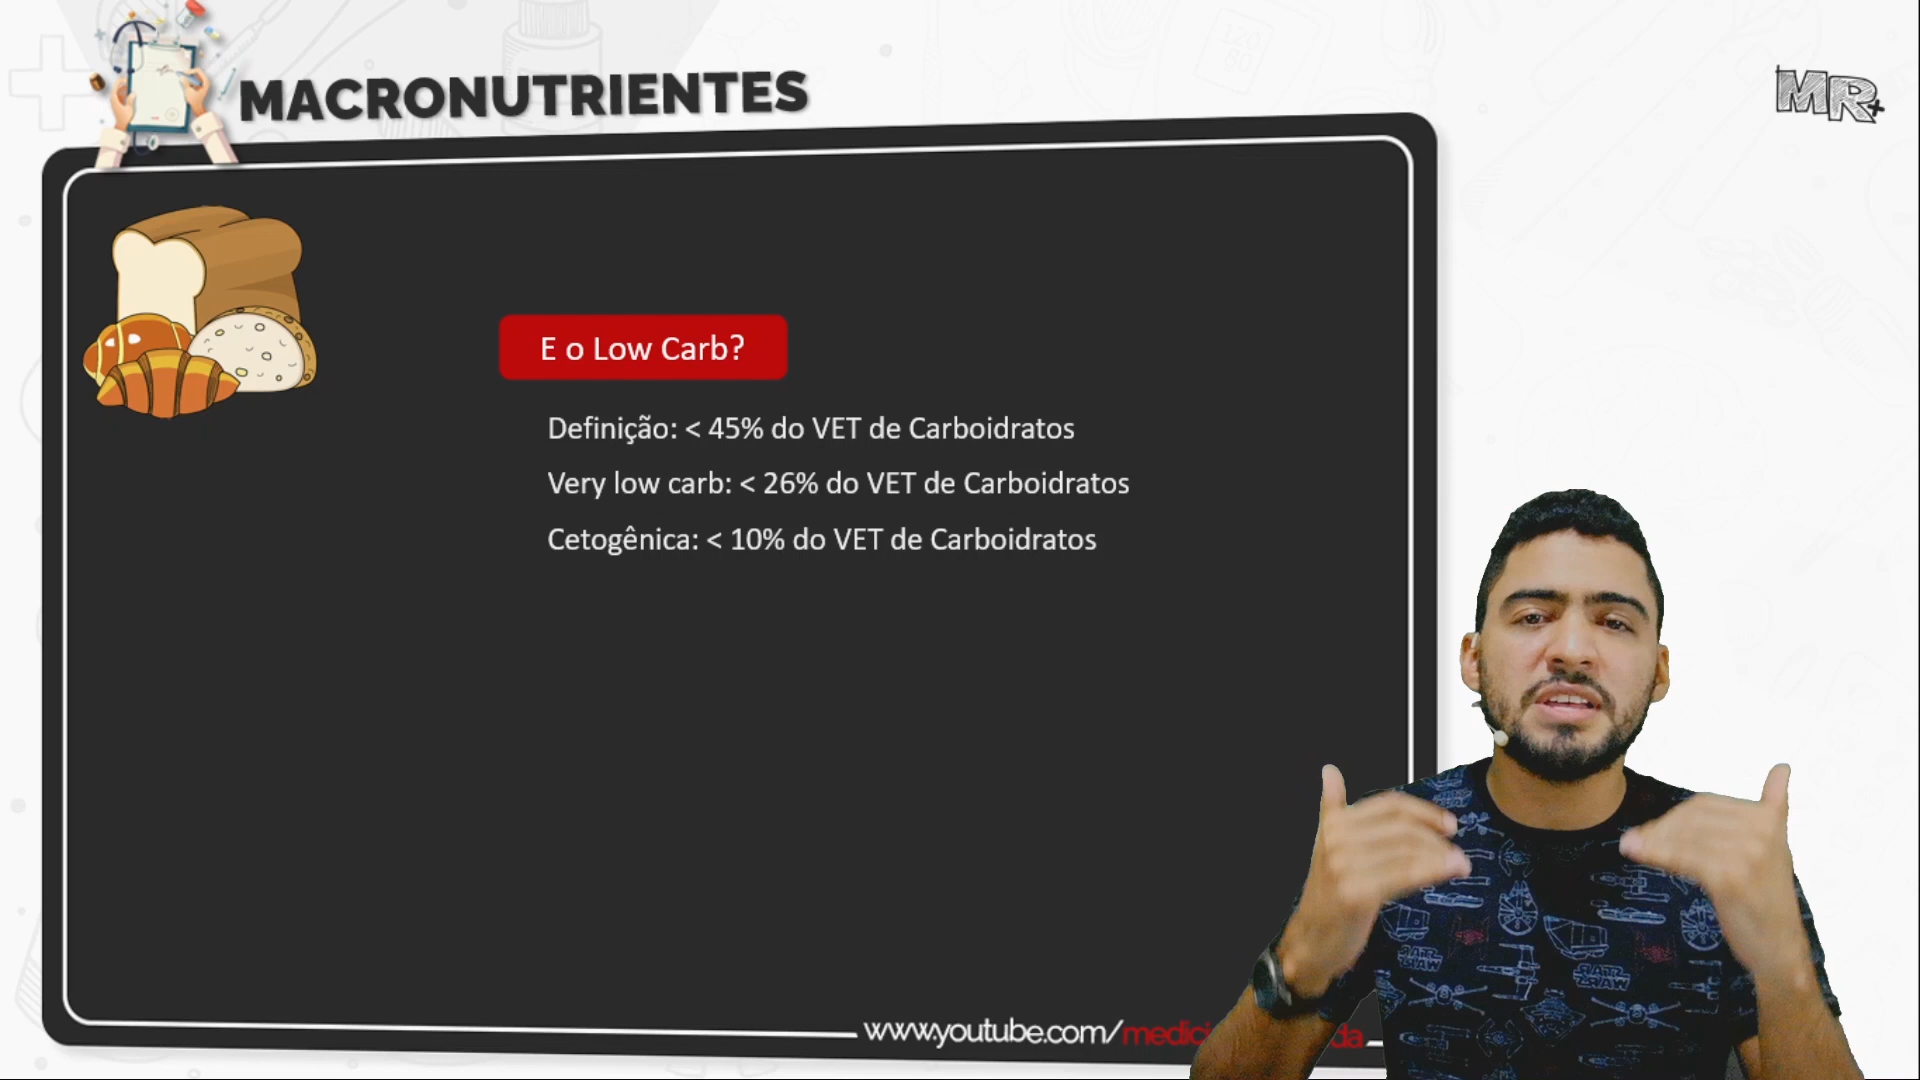 MACRONUTRIENTES
MR+
E o Low Carb?
Definição: < 45% do VET de Carboidratos
Very low carb: < 26% do VET de Carboidratos
Cetogênica: < 10% do VET de Carboidratos
www.youtube.com/